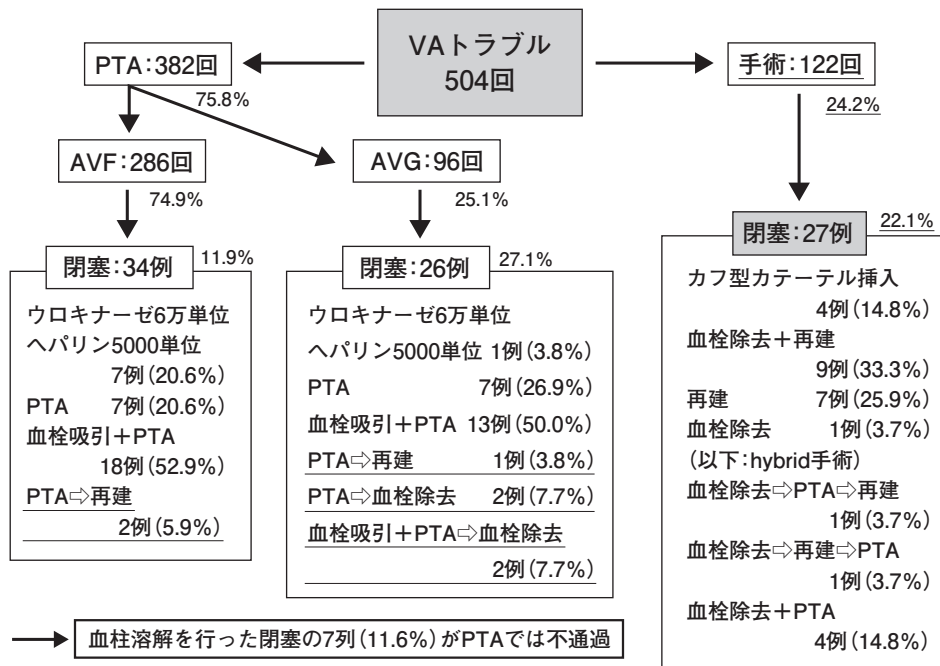 VAトラブル
504回
PTA:382回
75.8%
手術:122回
24.2%
AVF:286回
74.9%
AVG:96回
25.1%
閉塞:34例
11.9%
ウロキナーゼ6万単位
ヘパリン5000単位
7例(20.6%)
PTA 7例(20.6%)
血栓吸引+PTA
18例(52.9%)
PTA⇨再建
2例(5.9%)
閉塞:26例
27.1%
ウロキナーゼ6万単位
ヘパリン5000単位 1例(3.8%)
PTA 7例(26.9%)
血栓吸引+PTA 13例(50.0%)
PTA⇨再建 1例(3.8%)
PTA⇨血栓除去 2例(7.7%)
血栓吸引+PTA⇨血栓除去
2例(7.7%)
閉塞:27例
22.1%
カフ型カテーテル挿入
4例(14.8%)
血栓除去+再建
9例(33.3%)
再建 7例(25.9%)
血栓除去 1例(3.7%)
(以下:hybrid手術)
血栓除去⇨PTA⇨再建
1例(3.7%)
血栓除去⇨再建⇨PTA
1例(3.7%)
血栓除去+PTA
4例(14.8%)
血柱溶解を行った閉塞の7列(11.6%)がPTAでは不通過